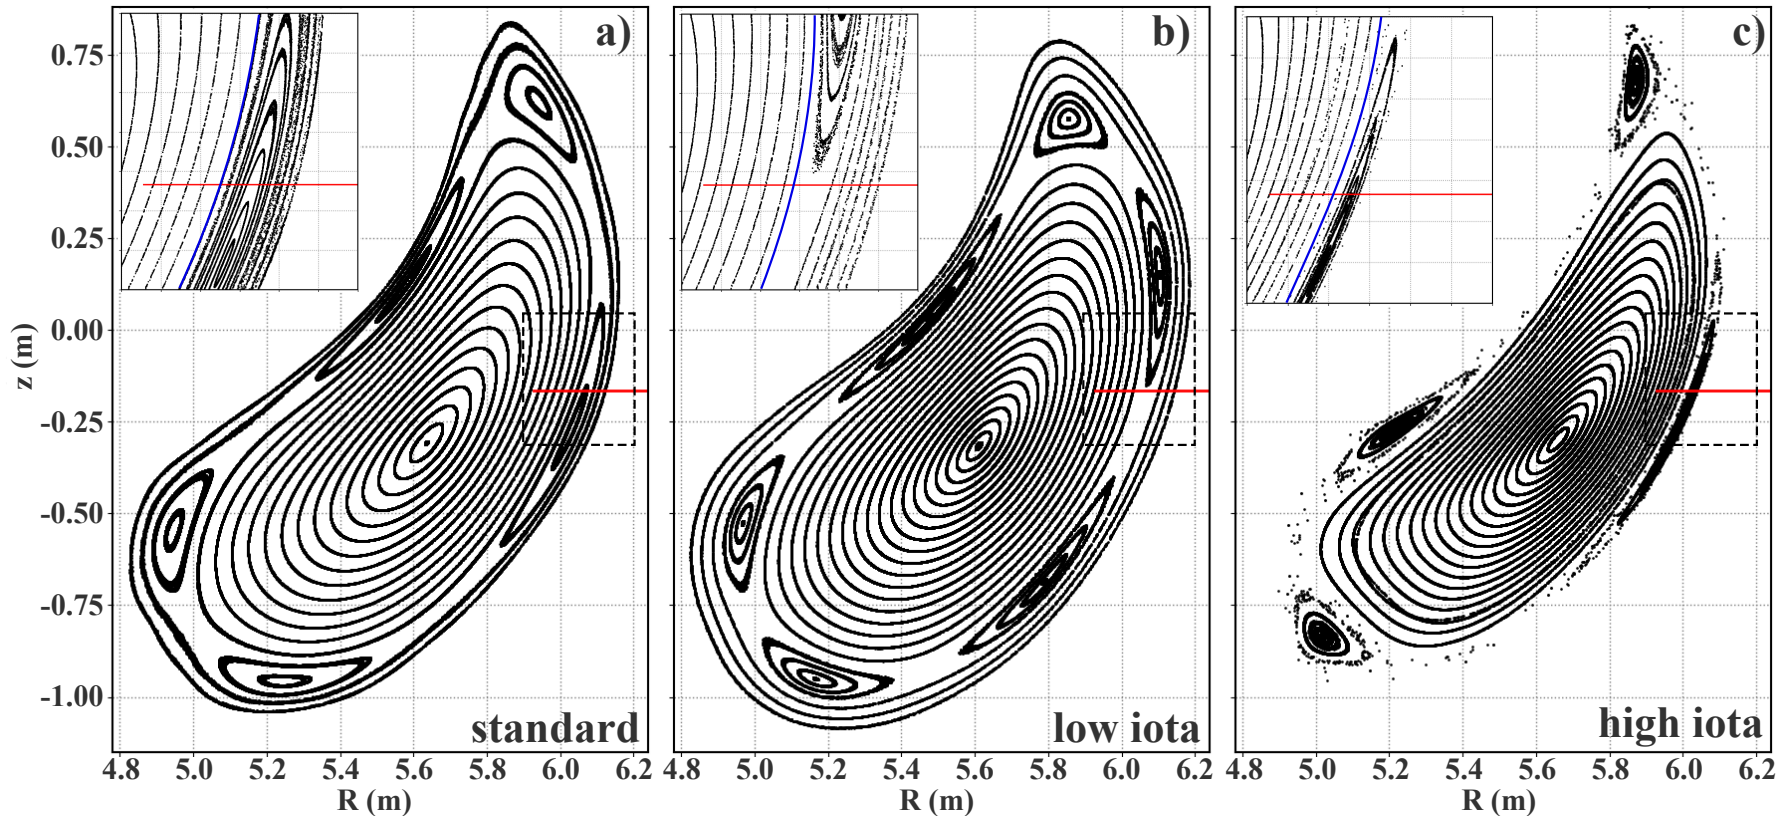 a)
b)
c)
0.75
0.50
0.25
0.00
-0.25
-0.50
-0.75
-1.00
z (m)
standard
low iota
high iota
4.8 5.0 5.2 5.4 5.6 5.8 6.0 6.2
4.8 5.0 5.2 5.4 5.6 5.8 6.0 6.2
4.8 5.0 5.2 5.4 5.6 5.8 6.0 6.2
R (m)
R (m)
R (m)